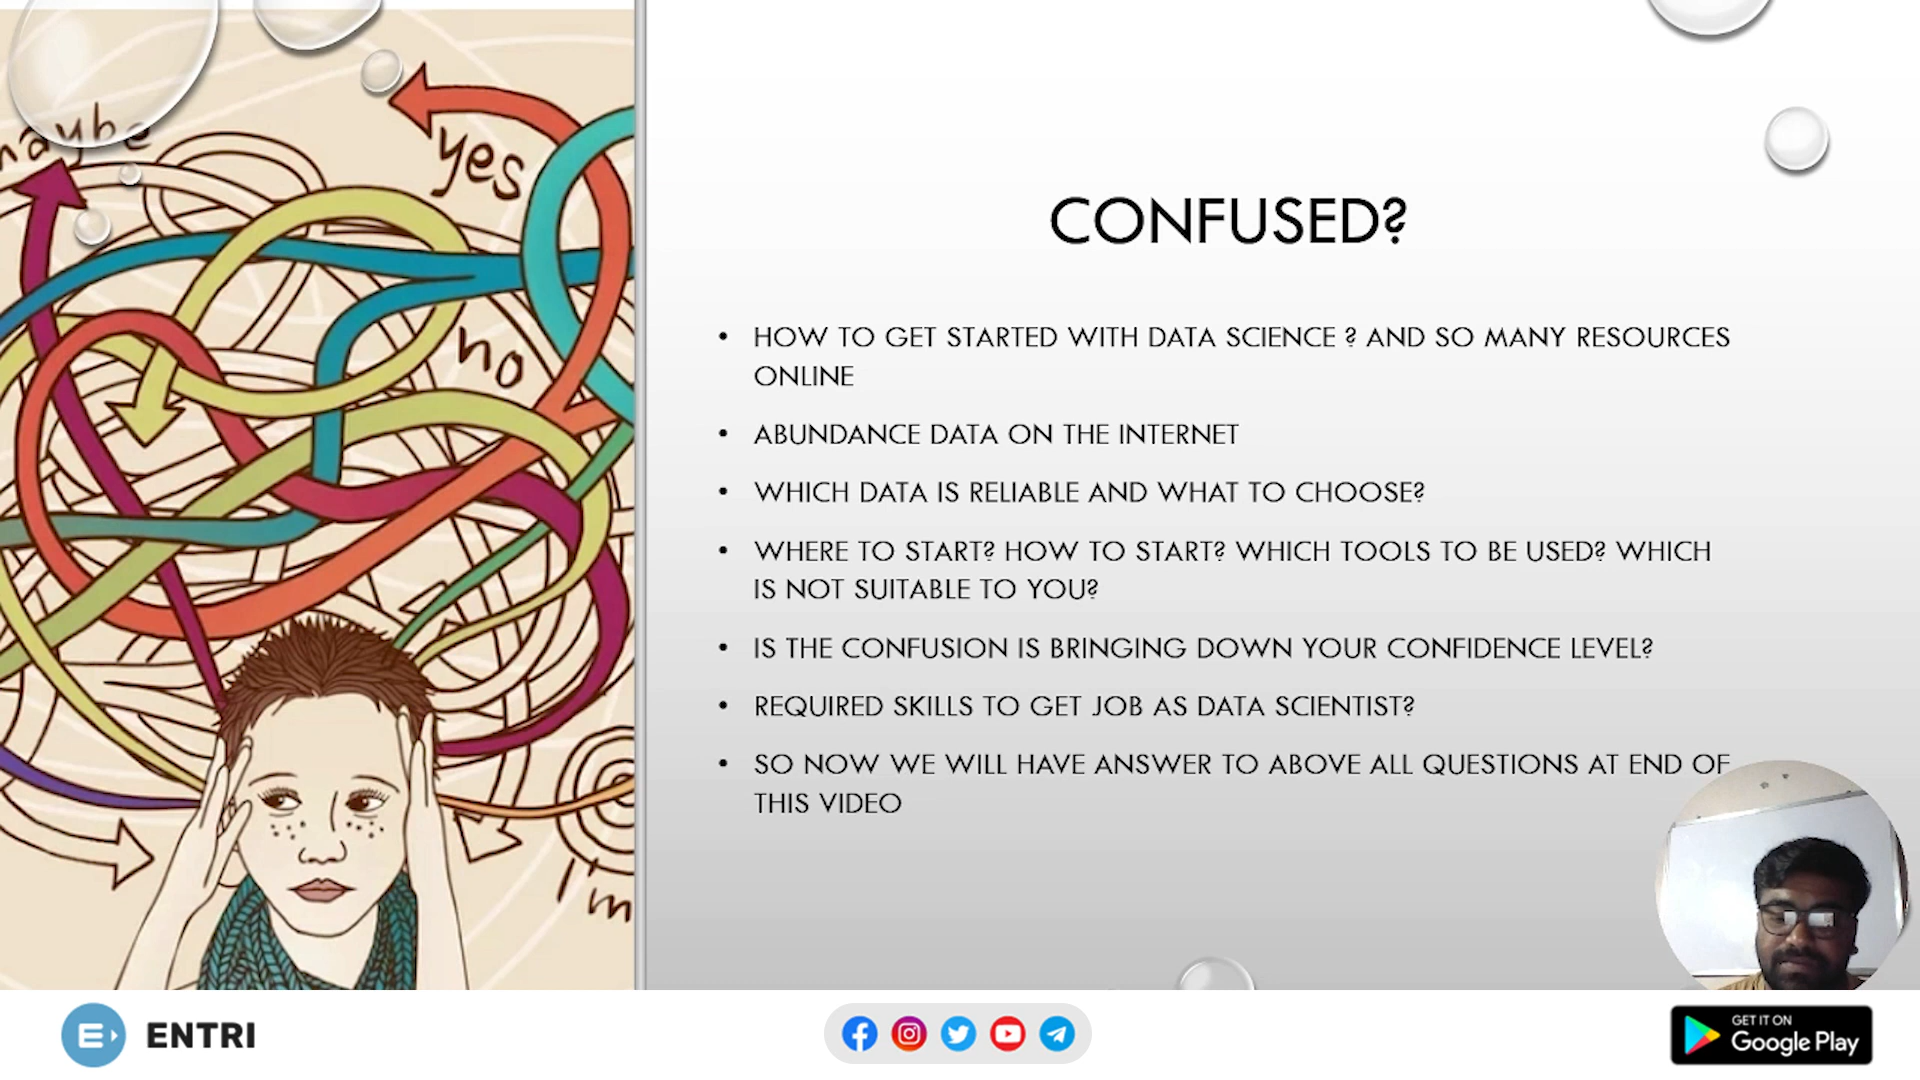 maybe
yes
no
I'm
CONFUSED?
• HOW TO GET STARTED WITH DATA SCIENCE ? AND SO MANY RESOURCES
ONLINE
• ABUNDANCE DATA ON THE INTERNET
• WHICH DATA IS RELIABLE AND WHAT TO CHOOSE?
• WHERE TO START? HOW TO START? WHICH TOOLS TO BE USED? WHICH
IS NOT SUITABLE TO YOU?
• IS THE CONFUSION IS BRINGING DOWN YOUR CONFIDENCE LEVEL?
• REQUIRED SKILLS TO GET JOB AS DATA SCIENTIST?
• SO NOW WE WILL HAVE ANSWER TO ABOVE ALL QUESTIONS AT END OF
THIS VIDEO
E ENTRI
GET IT ON
Google Play